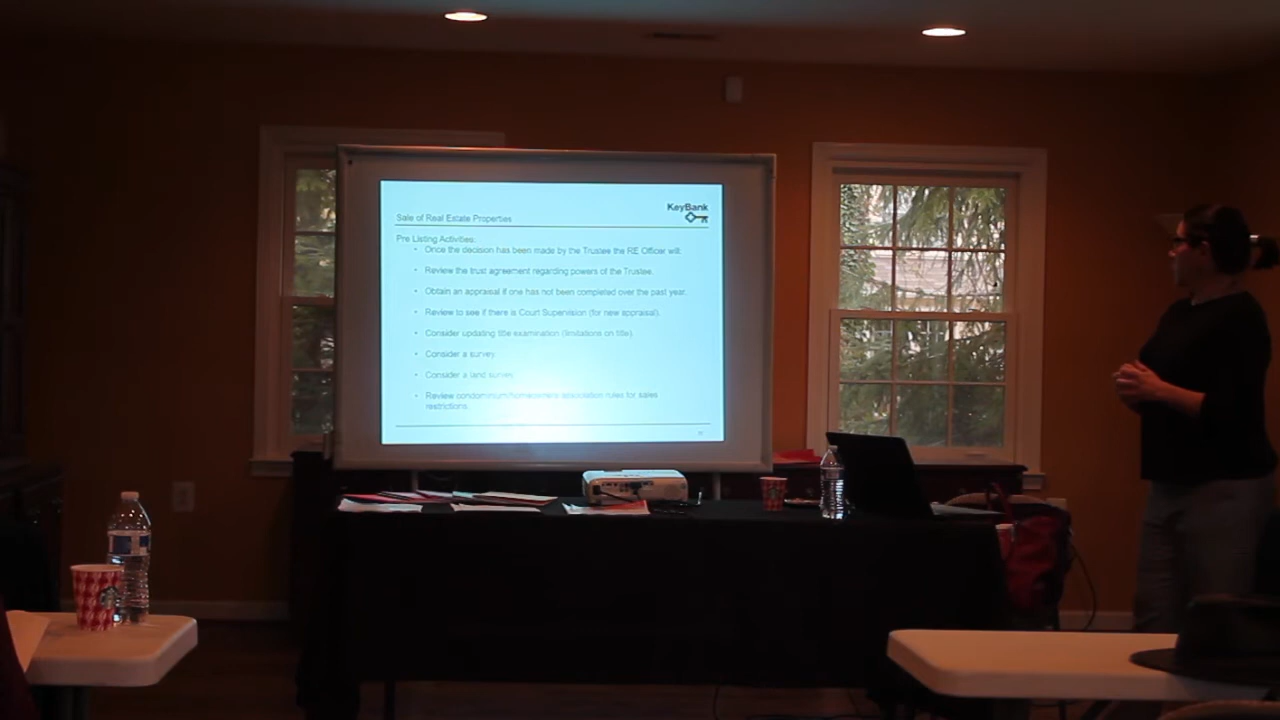 KeyBank
Sale of Real Estate Properties
Pre Listing Activities:
• Once the decision has been made by the Trustee the RE Officer will:
• Review the trust agreement regarding powers of the Trustee.
• Obtain an appraisal if one has not been completed over the past year.
• Review to see if there is Court Supervision (for new appraisal).
• Consider updating title examination (limitations on title).
• Consider a survey.
• Consider a land survey.
• Review condominium/homeowners association rules for sales
restrictions.